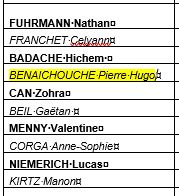 FUHRMANN Nathan¤
FRANCHET·Celyann¤
BADACHE·Hichem¤
BENAICHOUCHE·Pierre·Hugo¤
CAN·Zohra¤
BEIL·Gaëtan·¤
MENNY·Valentine¤
CORGA·Anne-Sophie¤
NIEMERICH·Lucas¤
KIRTZ·Manon¤